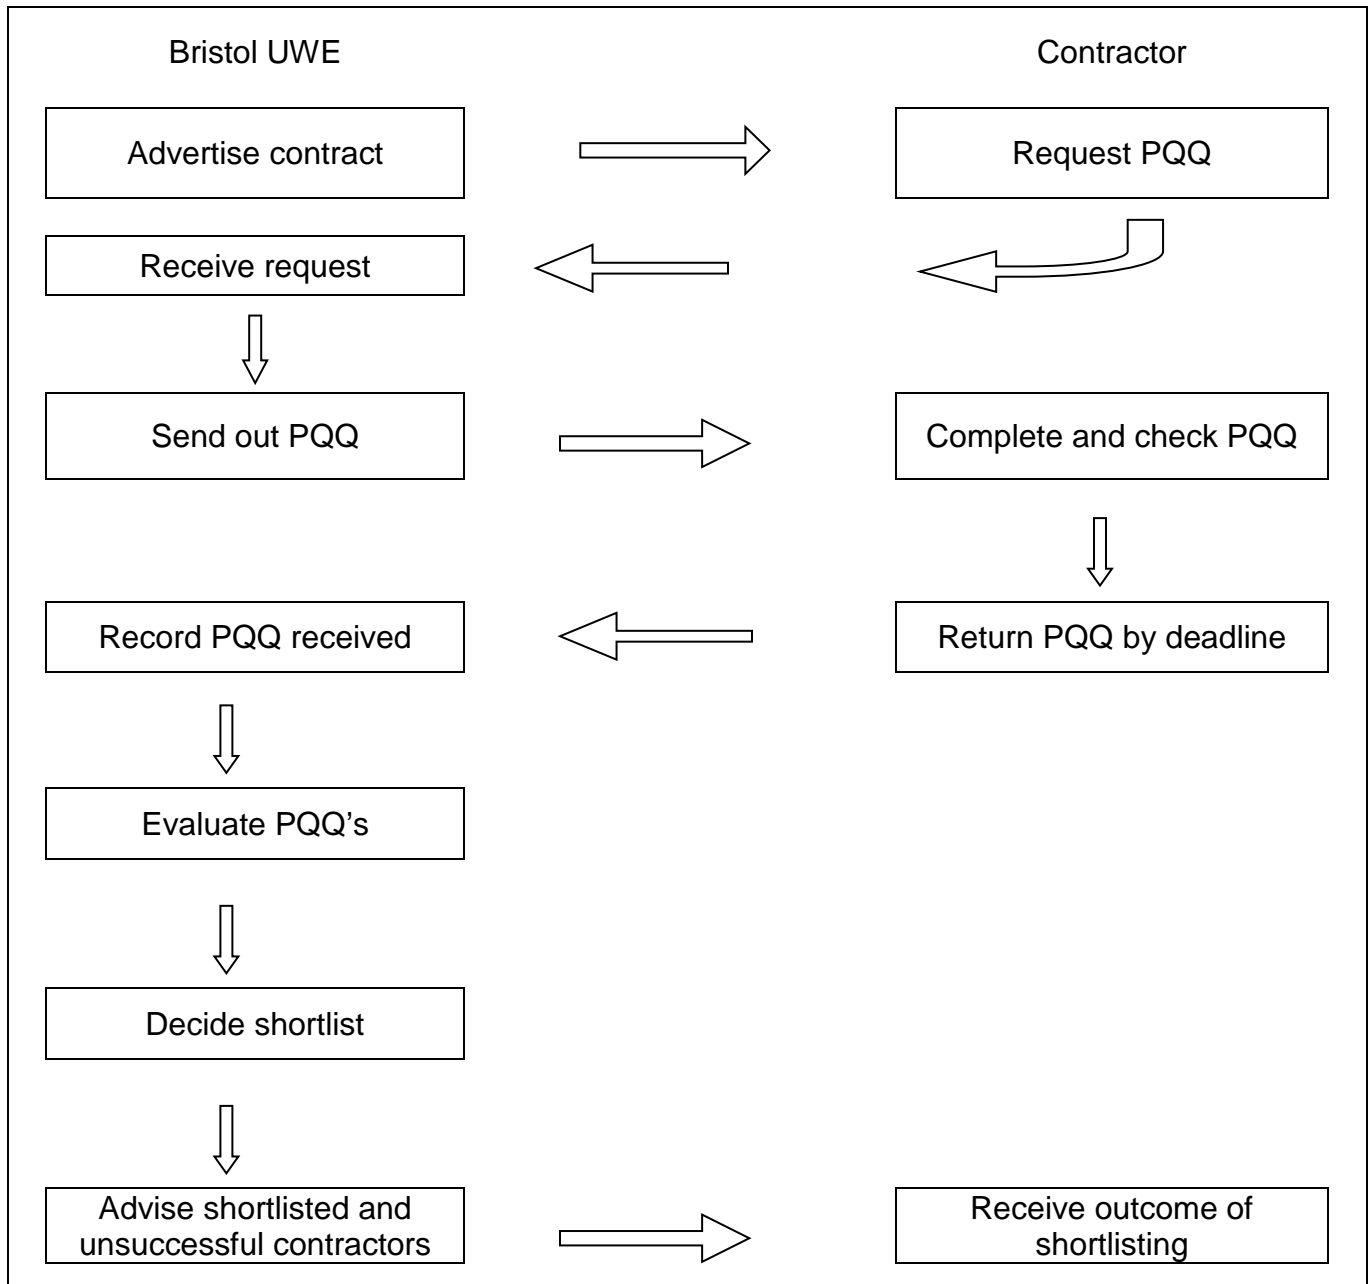 Bristol UWE
Contractor
Advertise contract
Request PQQ
Receive request
Send out PQQ
Complete and check PQQ
Record PQQ received
Return PQQ by deadline
Evaluate PQQ’s
Decide shortlist
Advise shortlisted and
unsuccessful contractors
Receive outcome of
shortlisting